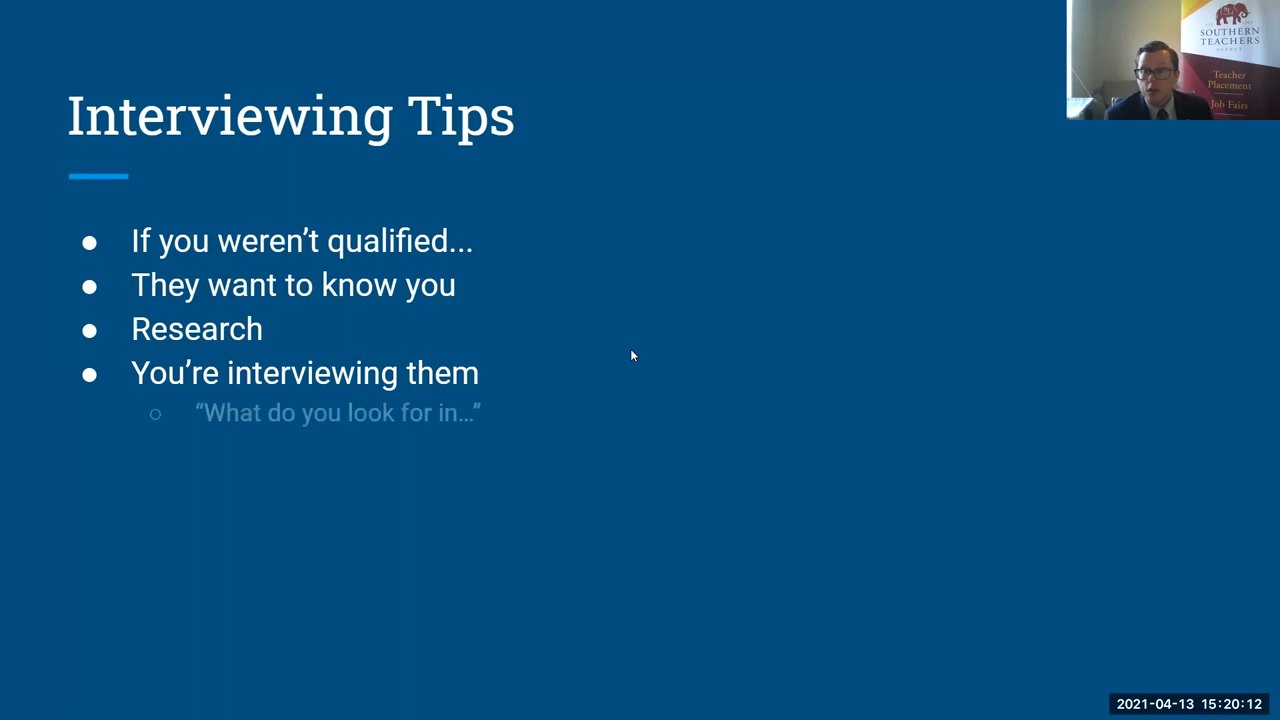 Interviewing Tips
If you weren’t qualified...
They want to know you
Research
You’re interviewing them
“What do you look for in…”
SOUTHERN
TEACHERS
AGENCY
Teacher
Placement
Job Fairs
2021-04-13 15:20:12